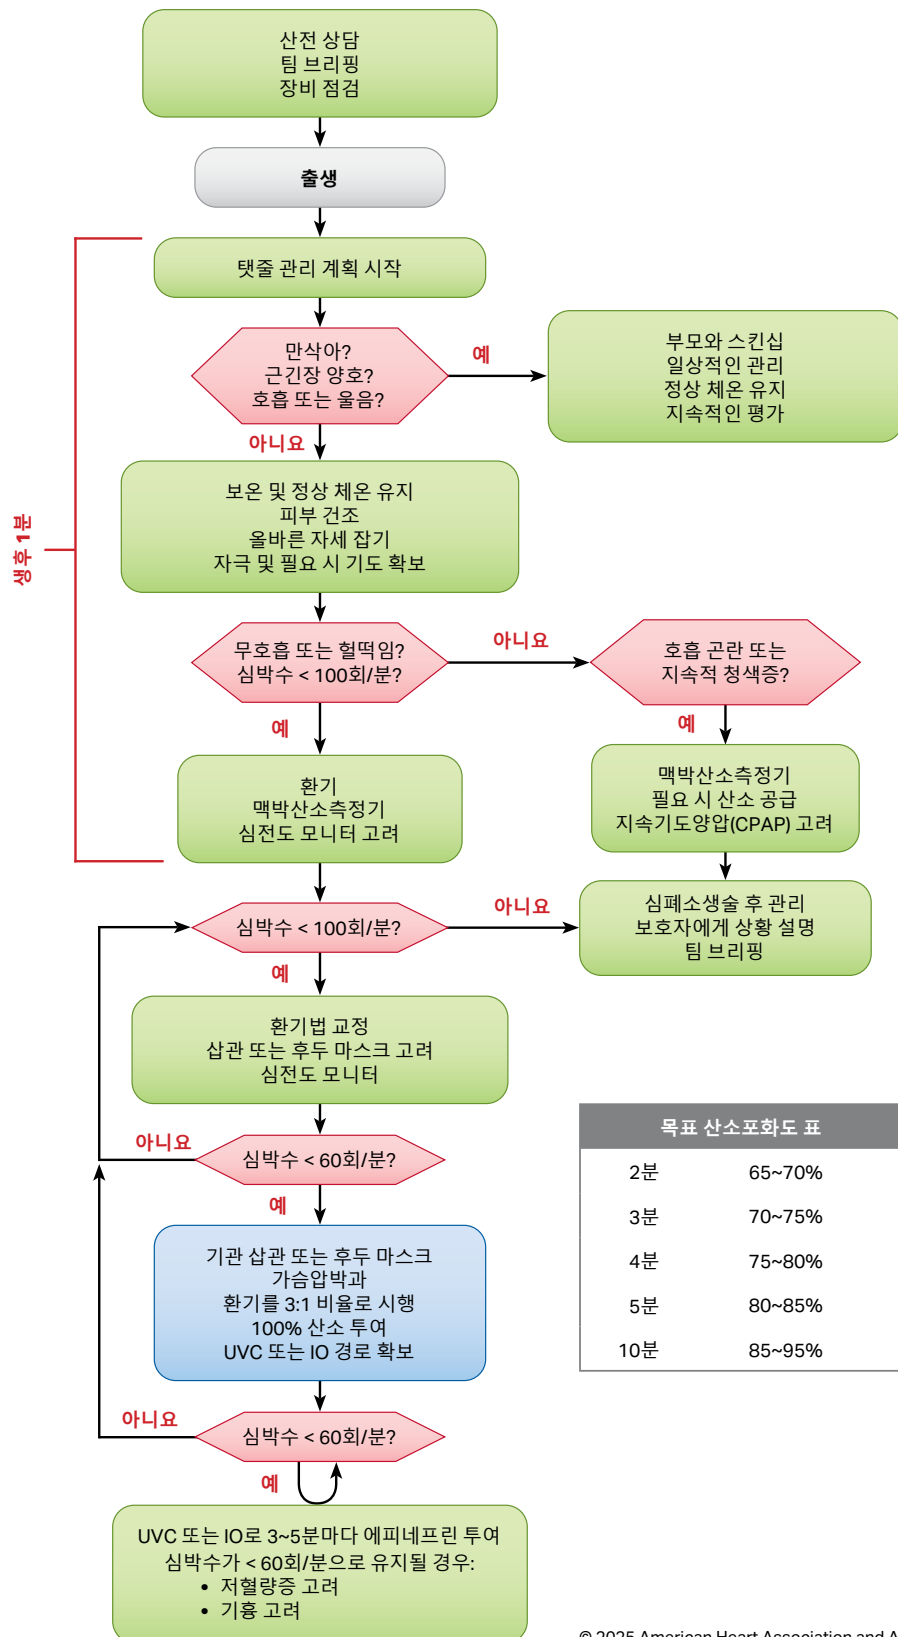 산전 상담
팀 브리핑
장비 점검
출생
탯줄 관리 계획 시작
만삭아?
근긴장 양호?
호흡 또는 울음?
예
부모와 스킨십
일상적인 관리
정상 체온 유지
지속적인 평가
아니요
보온 및 정상 체온 유지
피부 건조
올바른 자세 잡기
자극 및 필요 시 기도 확보
생후 1분
무호흡 또는 헐떡임?
심박수 < 100회/분?
아니요
호흡 곤란 또는
지속적 청색증?
예
예
환기
맥박산소측정기
심전도 모니터 고려
맥박산소측정기
필요 시 산소 공급
지속기도양압(CPAP) 고려
심박수 < 100회/분?
아니요
심폐소생술 후 관리
보호자에게 상황 설명
팀 브리핑
예
환기법 교정
삽관 또는 후두 마스크 고려
심전도 모니터
심박수 < 60회/분?
아니요
예
기관 삽관 또는 후두 마스크
가슴압박과
환기를 3:1 비율로 시행
100% 산소 투여
UVC 또는 IO 경로 확보
심박수 < 60회/분?
아니요
예
UVC 또는 IO로 3~5분마다 에피네프린 투여
심박수가 < 60회/분으로 유지될 경우:
• 저혈량증 고려
• 기흉 고려
목표 산소포화도 표
2분 65~70%
3분 70~75%
4분 75~80%
5분 80~85%
10분 85~95%
© 2025 American Heart Association and A